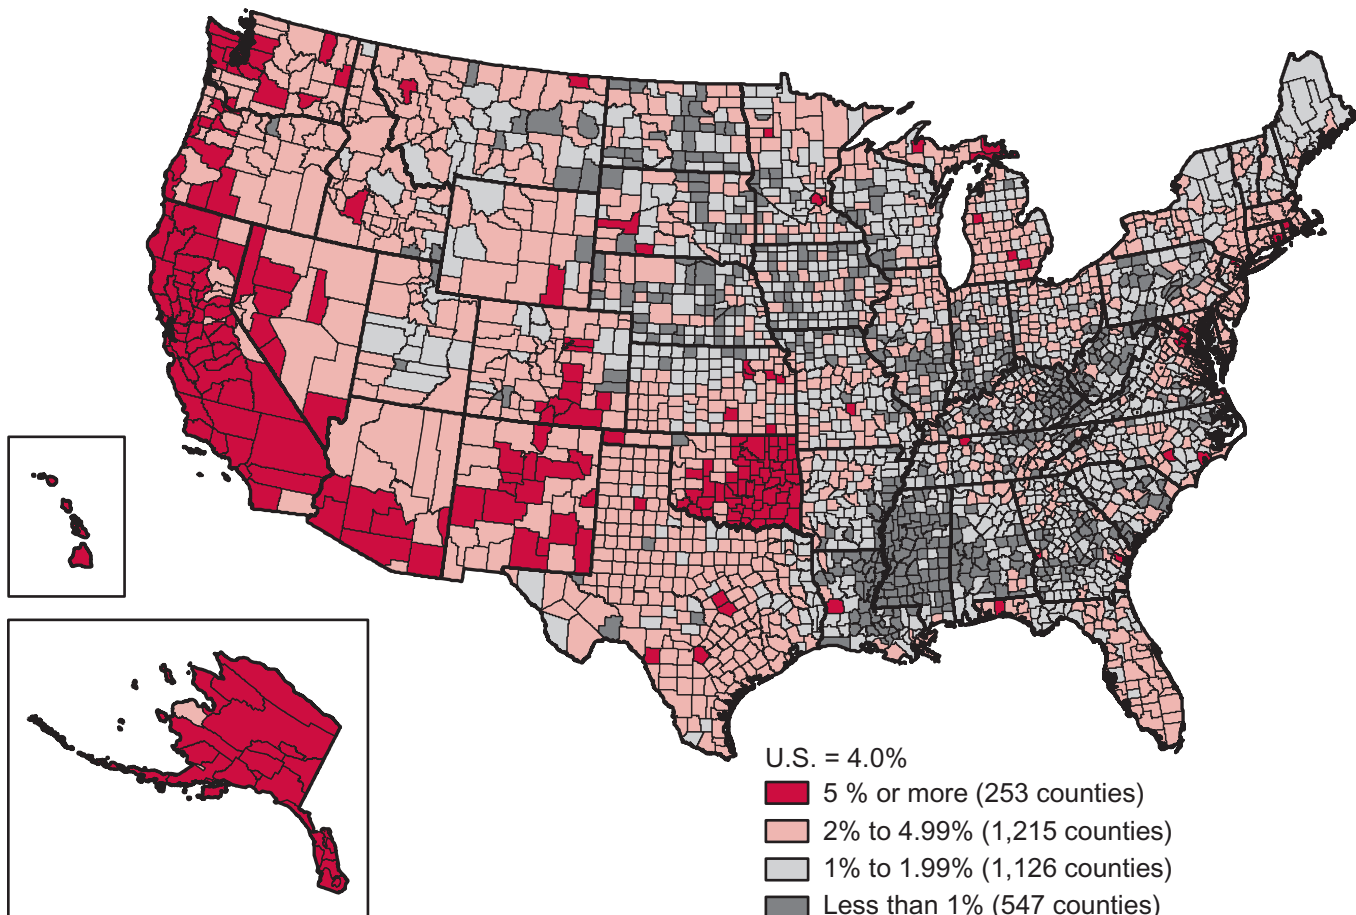 U.S. = 4.0%
5 % or more (253 counties)
2% to 4.99% (1,215 counties)
1% to 1.99% (1,126 counties)
Less than 1% (547 counties)